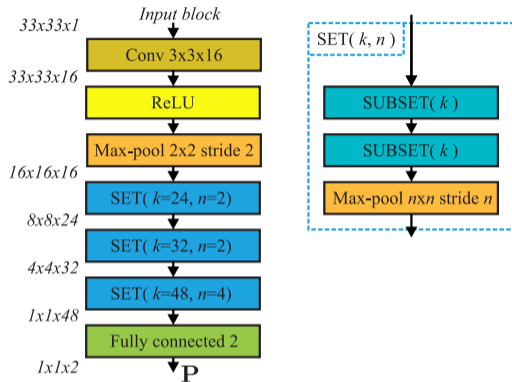 Input block
33x33x1
Conv 3x3x16
33x33x16
ReLU
Max-pool 2x2 stride 2
16x16x16
SET( k=24, n=2)
8x8x24
SET( k=32, n=2)
4x4x32
SET( k=48, n=4)
1x1x48
Fully connected 2
1x1x2
P
SET( k, n )
SUBSET( k )
SUBSET( k )
Max-pool nxn stride n